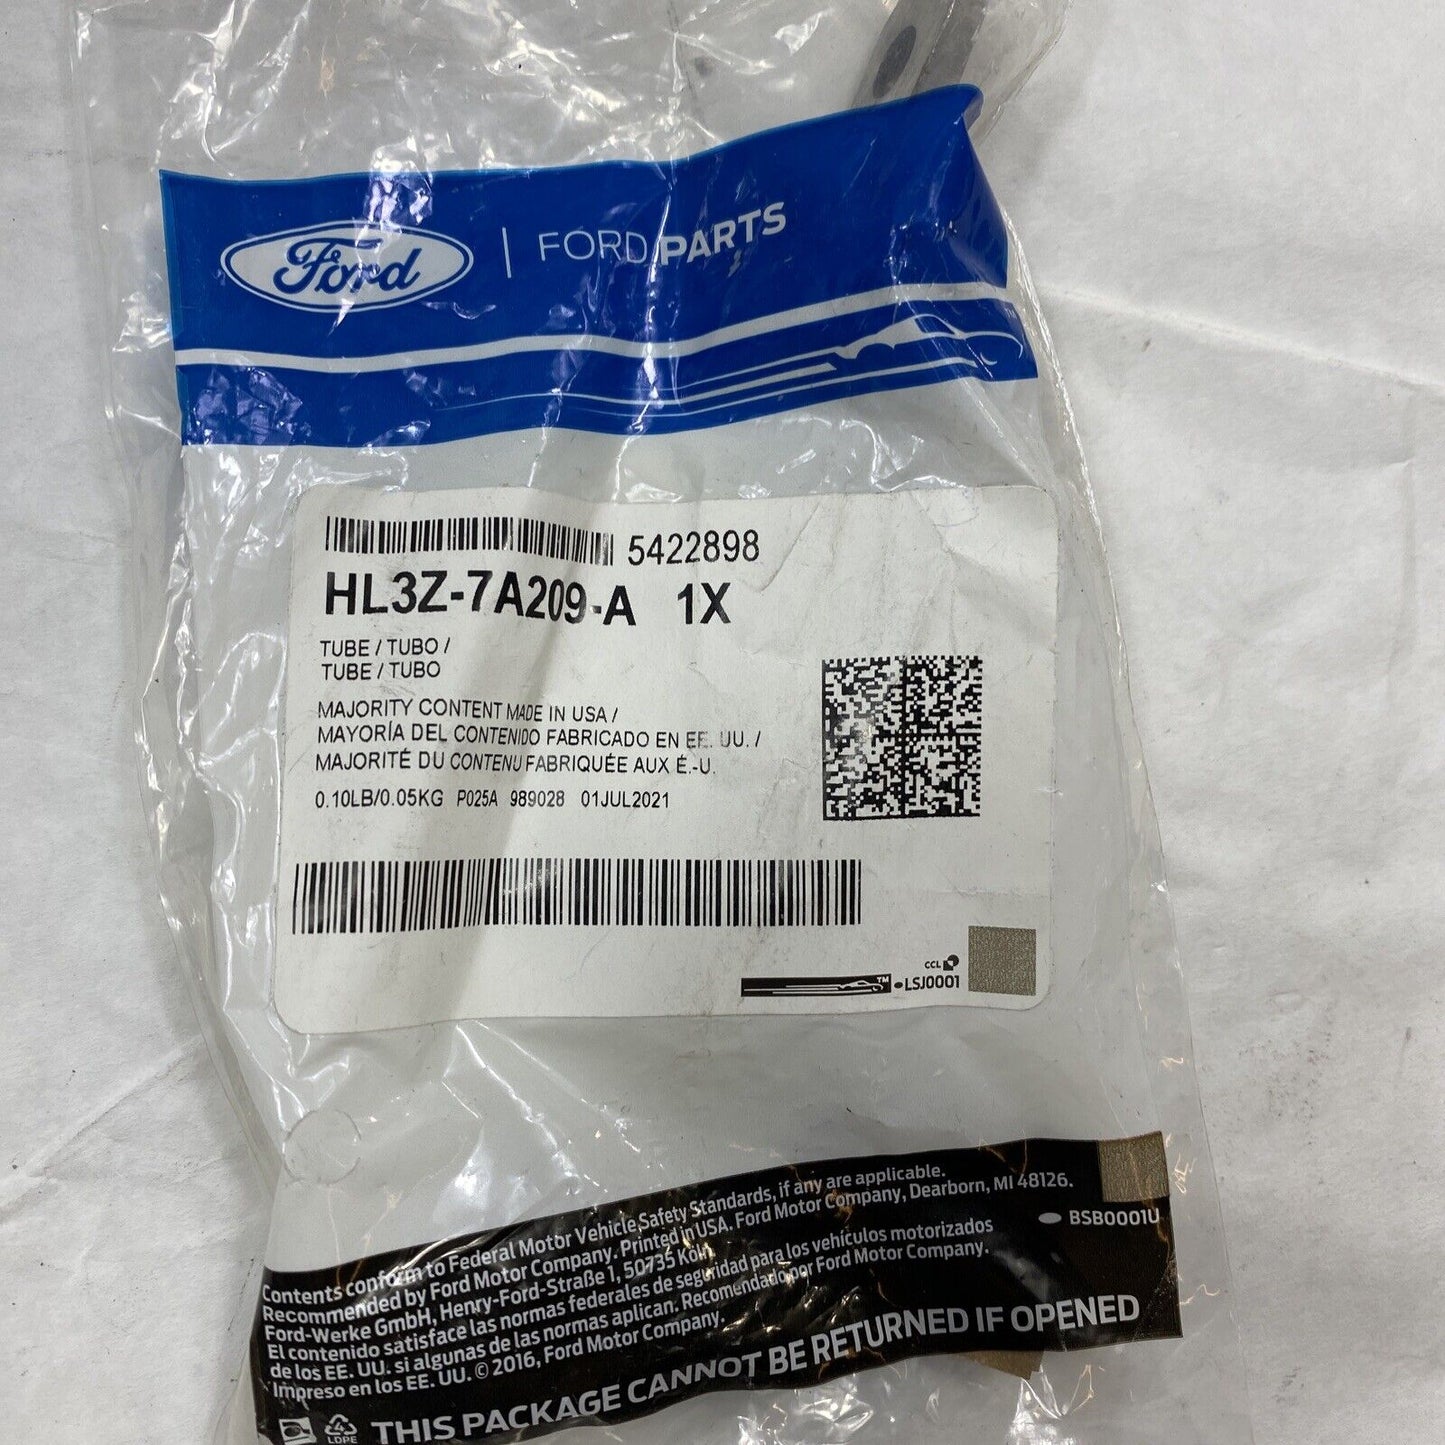 Ford | FORD PARTS
TM
5422898
HL3Z-7A209-A 1X
TUBE / TUBO /
TUBE / TUBO
MAJORITY CONTENT MADE IN USA /
MAYORÍA DEL CONTENIDO FABRICADO EN EE. UU. /
MAJORITÉ DU CONTENU FABRIQUÉE AUX É.-U.
0.10LB/0.05KG P025A 989028 01JUL2021
CCL
TM LSJ0001
Contents conform to Federal Motor Vehicle Safety Standards, if any are applicable.
Recommended by Ford Motor Company. Printed in USA. Ford Motor Company, Dearborn, MI 48126.
Ford-Werke GmbH, Henry-Ford-Straße 1, 50735 Köln
El contenido satisface las normas federales de seguridad para los vehículos motorizados
de los EE. UU. si algunas de las normas aplican. Recomendado por Ford Motor Company.
Impreso en los EE. UU. © 2016, Ford Motor Company.
BSB0001U
THIS PACKAGE CANNOT BE RETURNED IF OPENED
4
LDPE